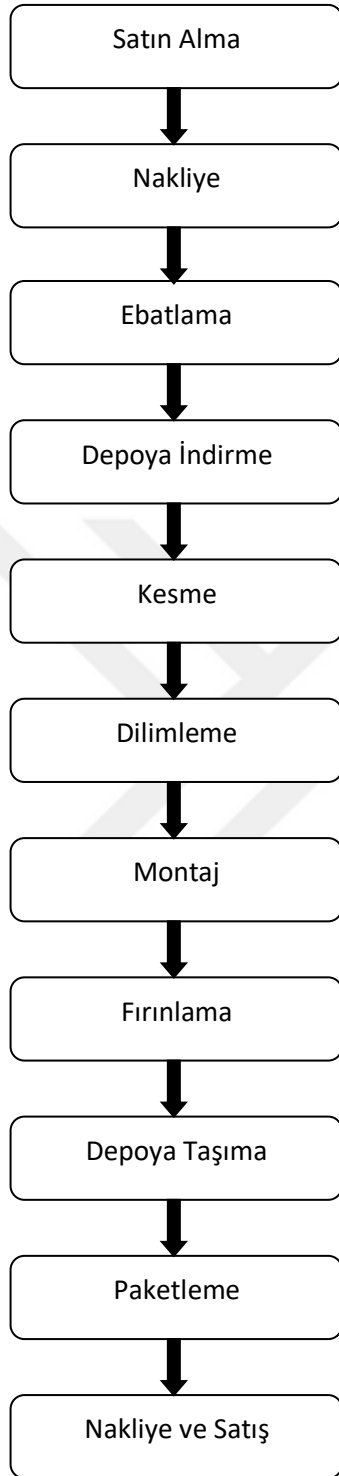 Satın Alma
Nakliye
Ebatlama
Depoya İndirme
Kesme
Dilimleme
Montaj
Fırınlama
Depoya Taşıma
Paketleme
Nakliye ve Satış